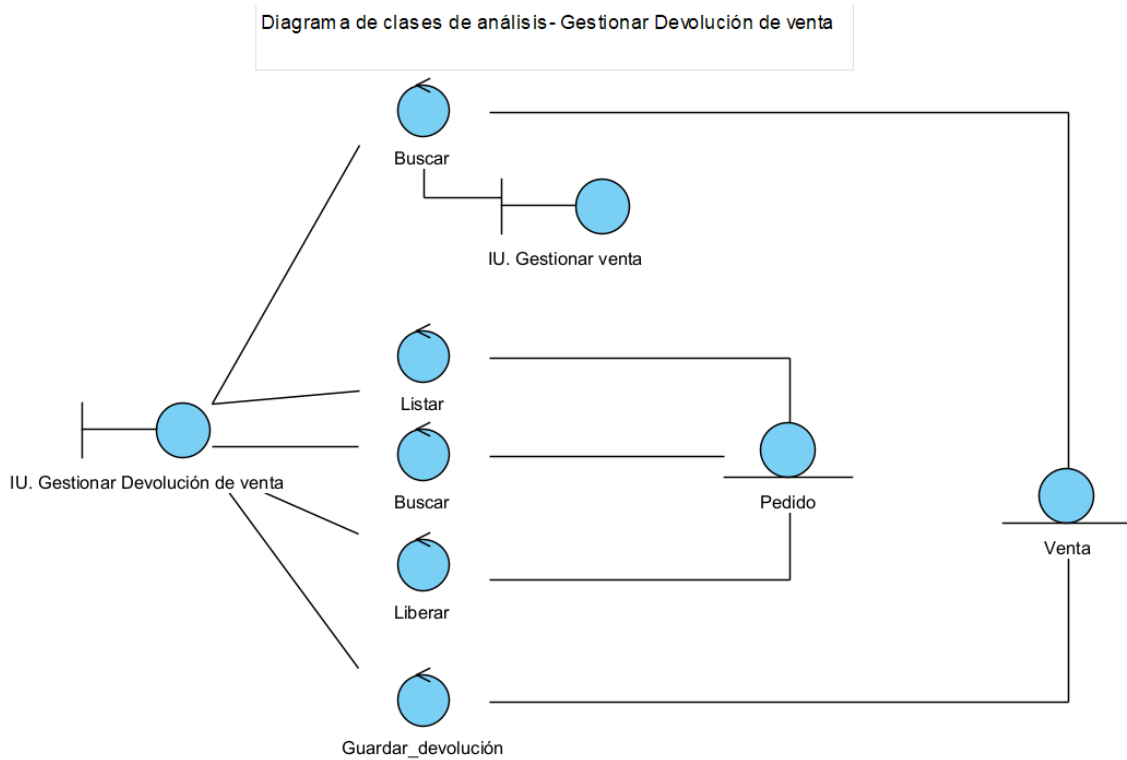 Diagrama de clases de análisis- Gestionar Devolución de venta
Buscar
IU. Gestionar venta
Listar
IU. Gestionar Devolución de venta
Buscar
Pedido
Liberar
Venta
Guardar_devolución